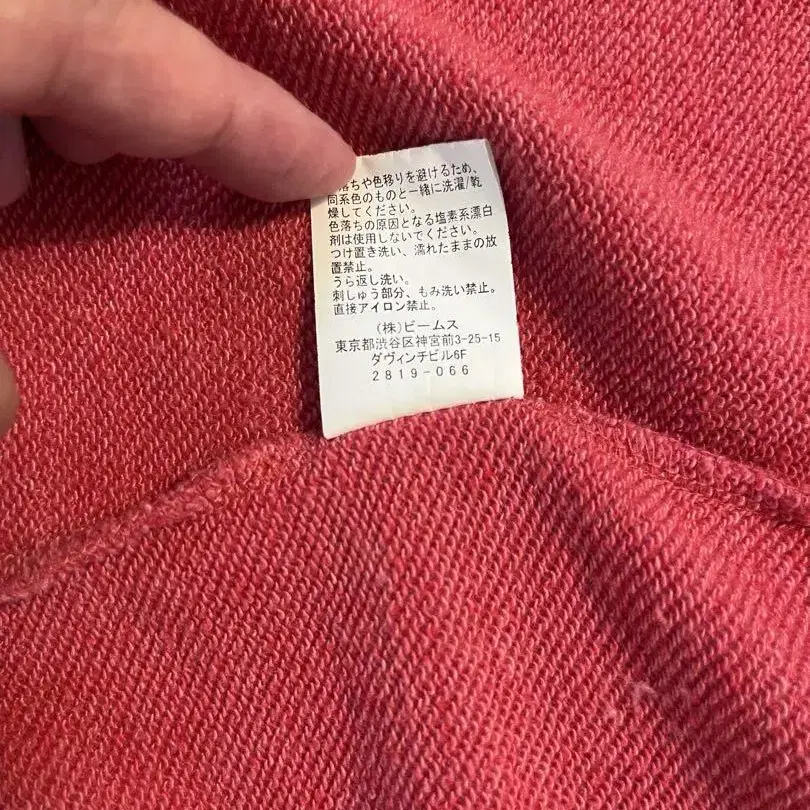 落ちや色移りを避けるため、
同系色のものと一緒に洗濯/乾
燥してください。
色落ちの原因となる塩素系漂白
剤は使用しないでください。
つけ置き洗い、濡れたままの放
置禁止。
うら返し洗い。
刺しゅう部分、もみ洗い禁止。
直接アイロン禁止。
(株)ビームス
東京都渋谷区神宮前3-25-15
ダヴィンチビル6F
2819-066